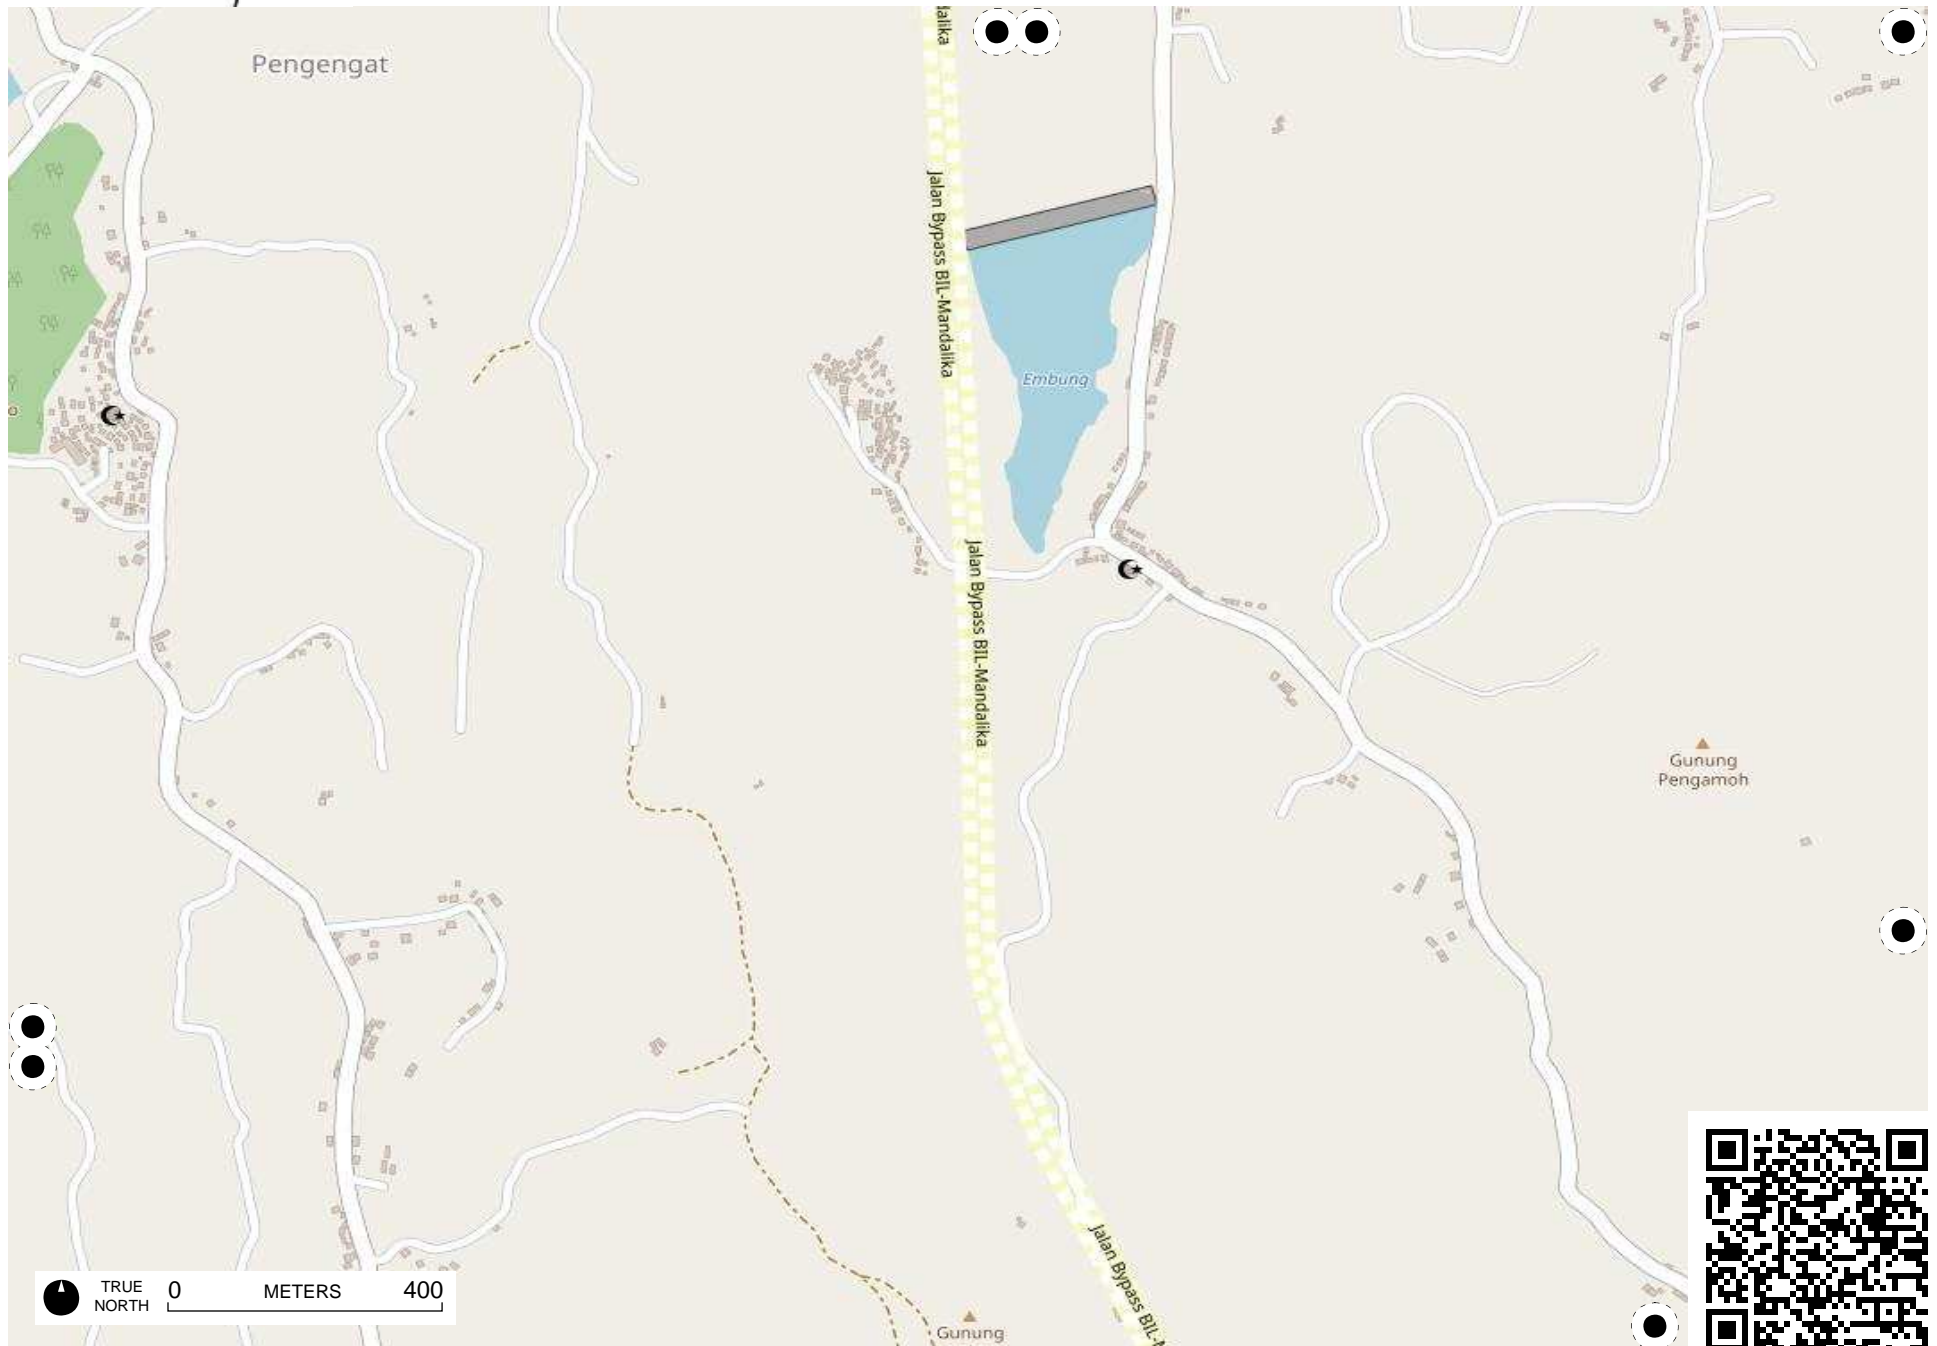 dalika
Pengengat
Jalan Bypass BIL-Mandalika
Embung
Jalan Bypass BIL-Mandalika
Gunung
Pengamoh
Jalan Bypass BIL-
TRUE
NORTH
0 METERS 400
Gunung
o